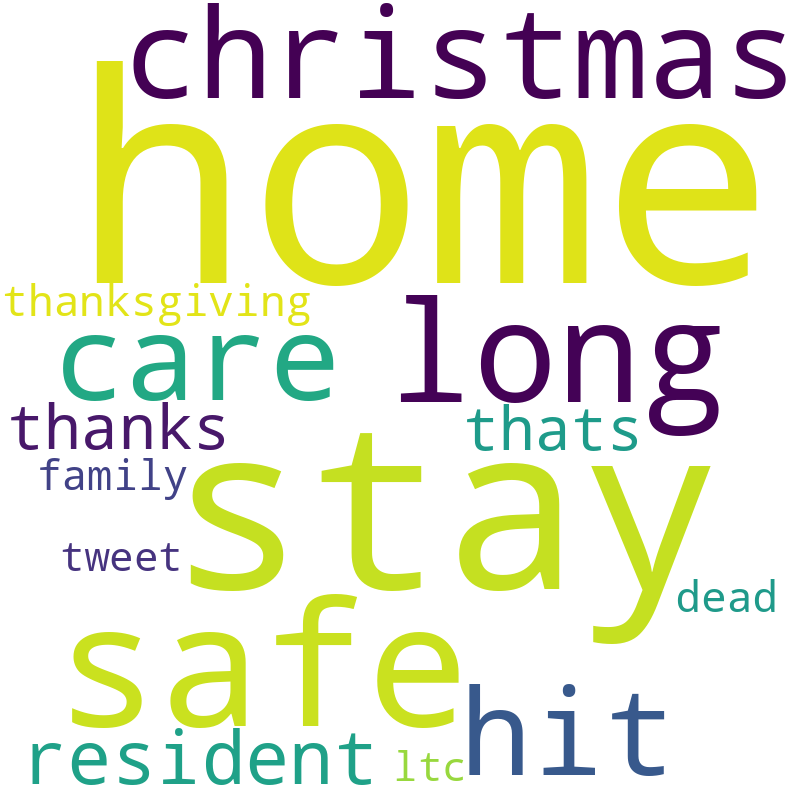 christmas
home
thanksgiving
care long
thanks thats
family stay
tweet
dead
safe
hit
resident ltc